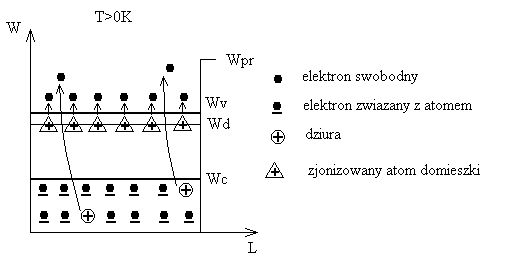 T>0K
W
Wpr
Wv
Wd
Wc
L
elektron swobodny
elektron zwiazany z atomem
dziura
zjonizowany atom domieszki